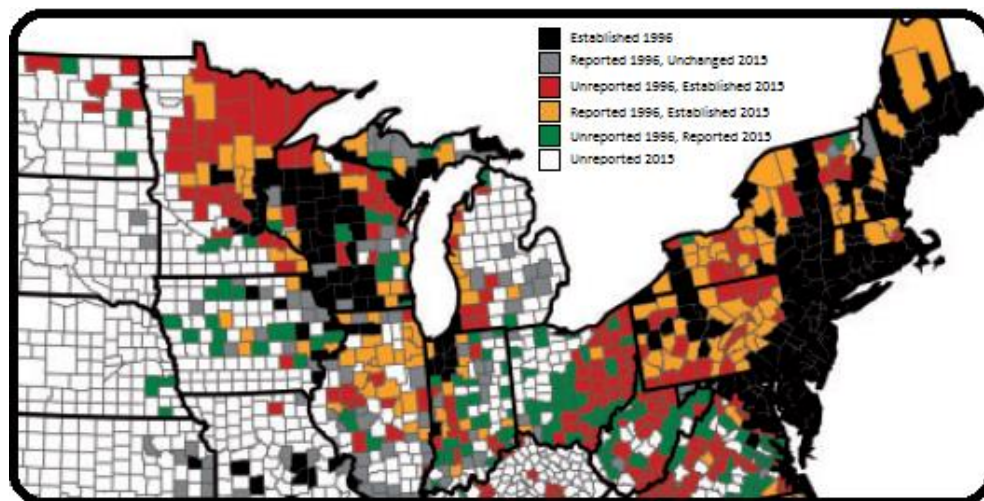 Established 1996
Reported 1996, Unchanged 2015
Unreported 1996, Established 2015
Reported 1996, Established 2015
Unreported 1996, Reported 2015
Unreported 2015